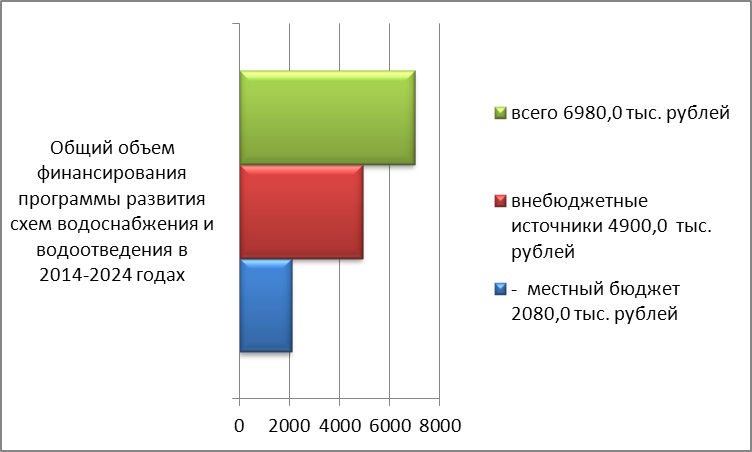 Общий объем
финансирования
программы развития
схем водоснабжения и
водоотведения в
2014-2024 годах
0 2000 4000 6000 8000
всего 6980,0 тыс. рублей
внебюджетные
источники 4900,0 тыс.
рублей
- местный бюджет
2080,0 тыс. рублей